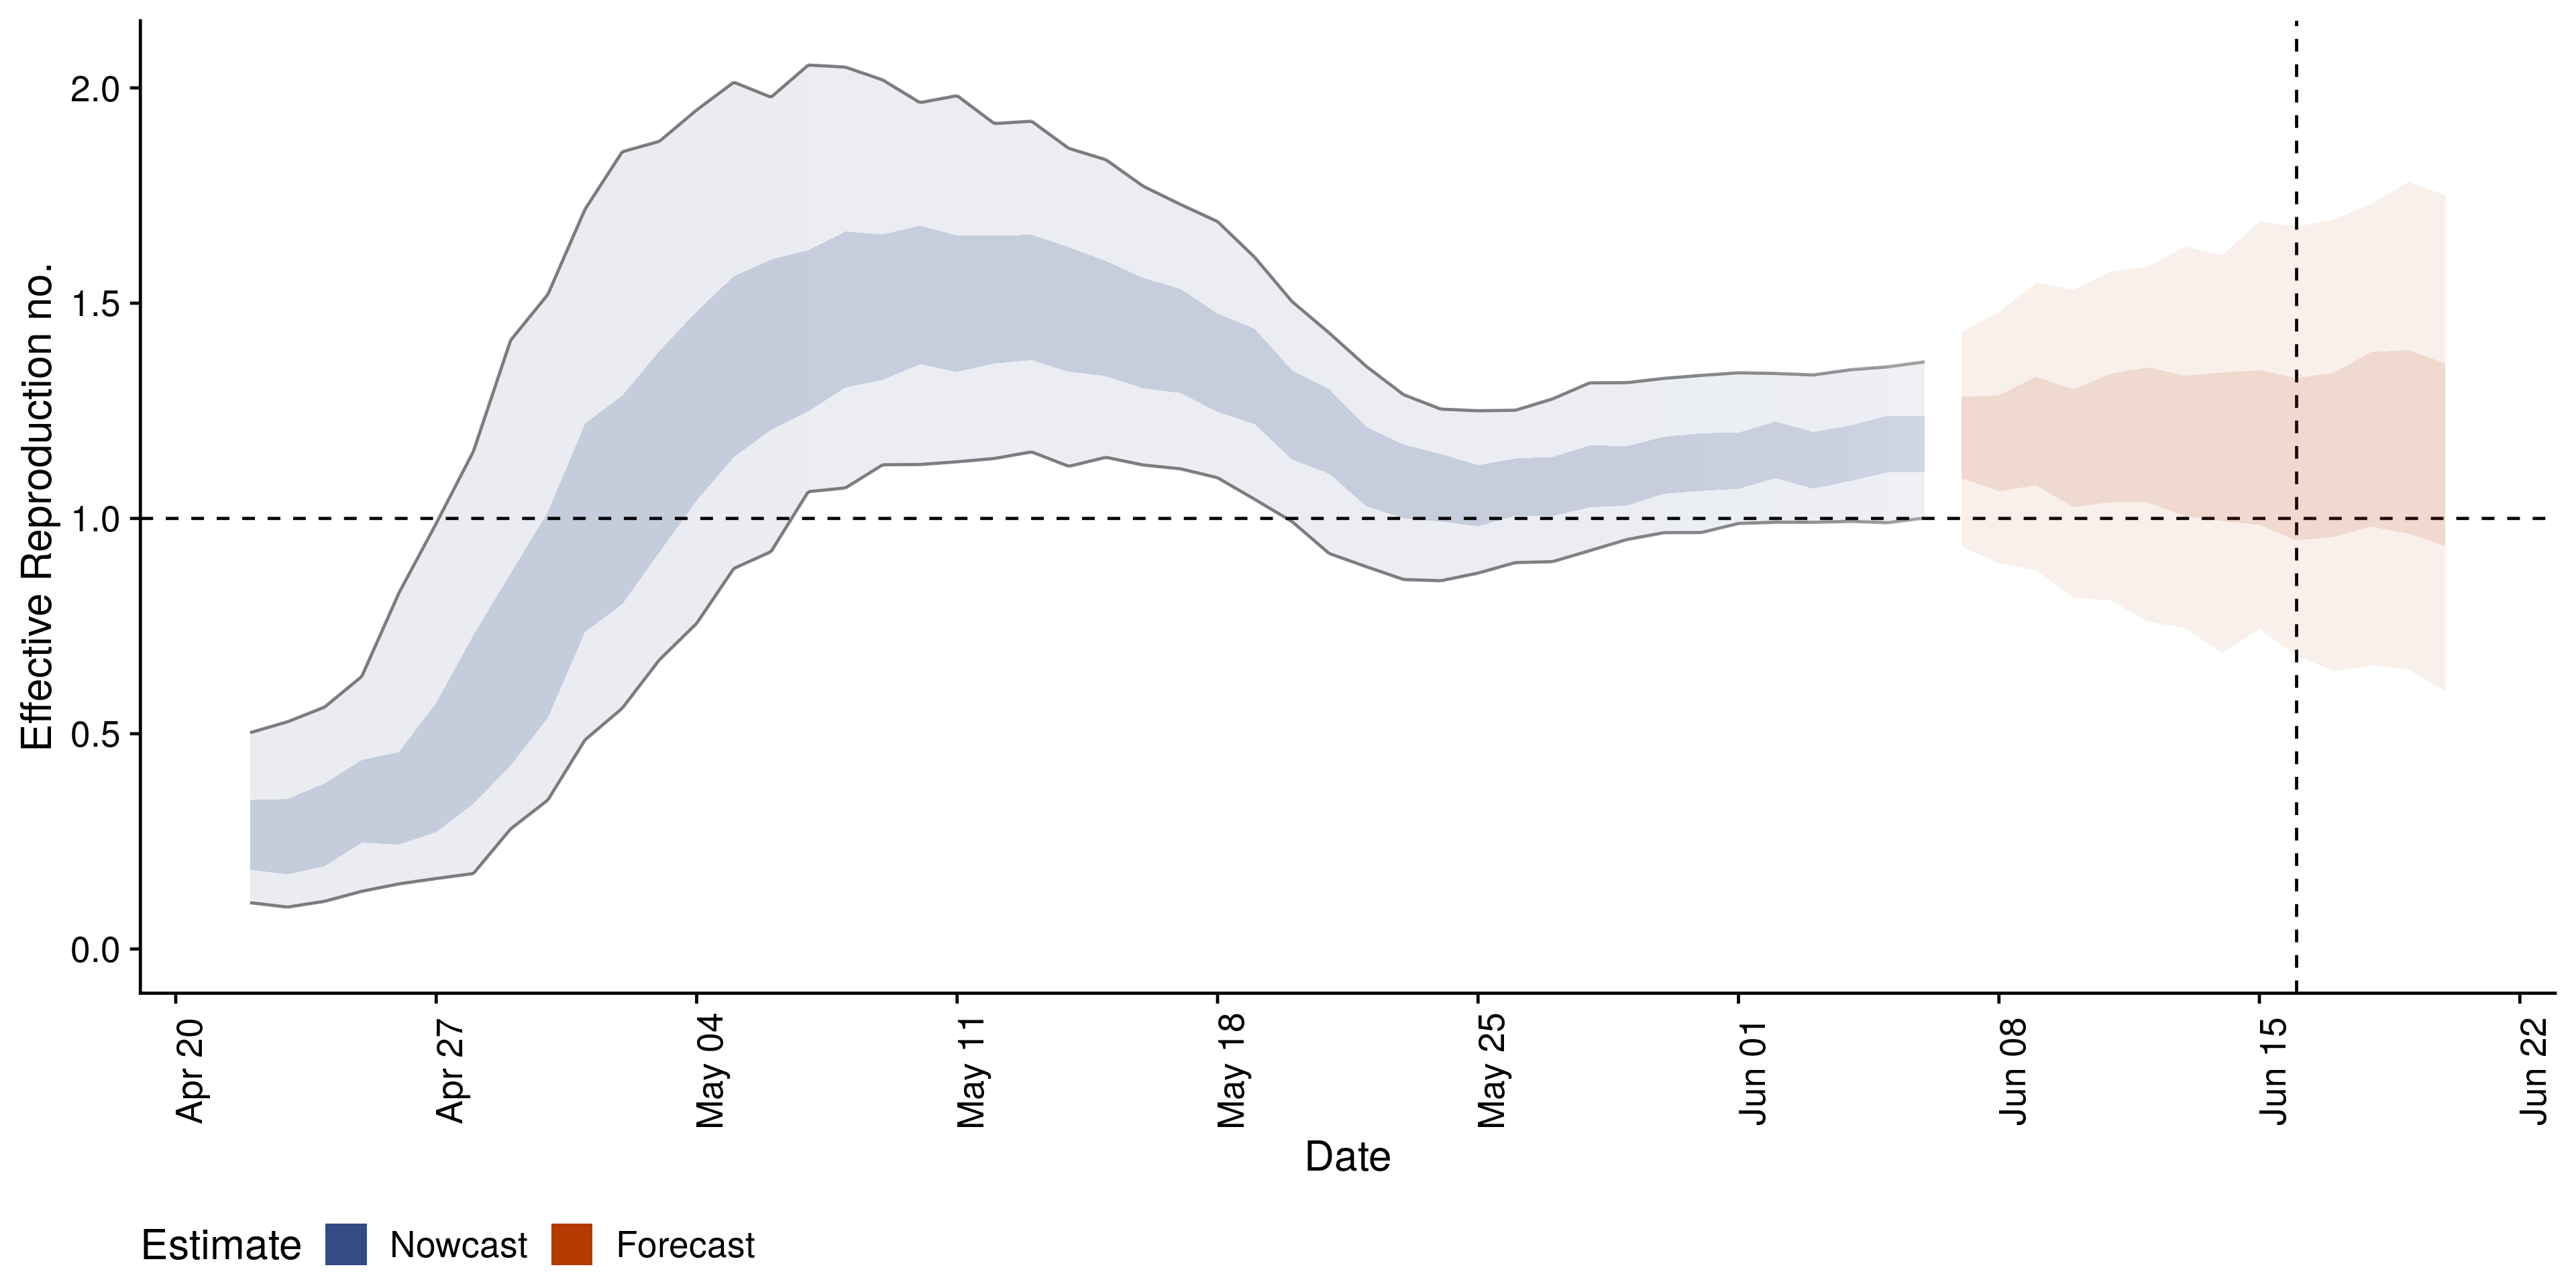 Effective Reproduction no.
2.0
1.5
1.0
0.5
0.0
Apr 20
Apr 27
May 04
May 11
May 18
May 25
Jun 01
Jun 08
Jun 15
Jun 22
Date
Estimate Nowcast Forecast